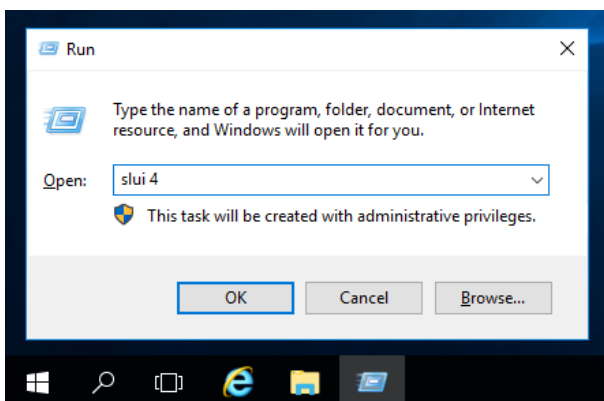 Run
Type the name of a program, folder, document, or Internet
resource, and Windows will open it for you.
Open: slui 4
This task will be created with administrative privileges.
OK Cancel Browse...